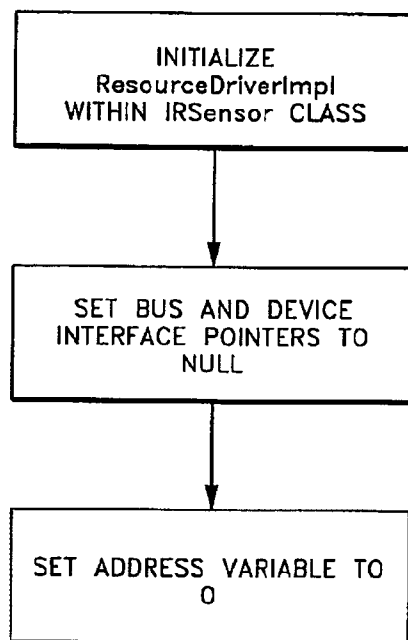 INITIALIZE
ResourceDriverImpl
WITHIN IRSensor CLASS
SET BUS AND DEVICE
INTERFACE POINTERS TO
NULL
SET ADDRESS VARIABLE TO
0